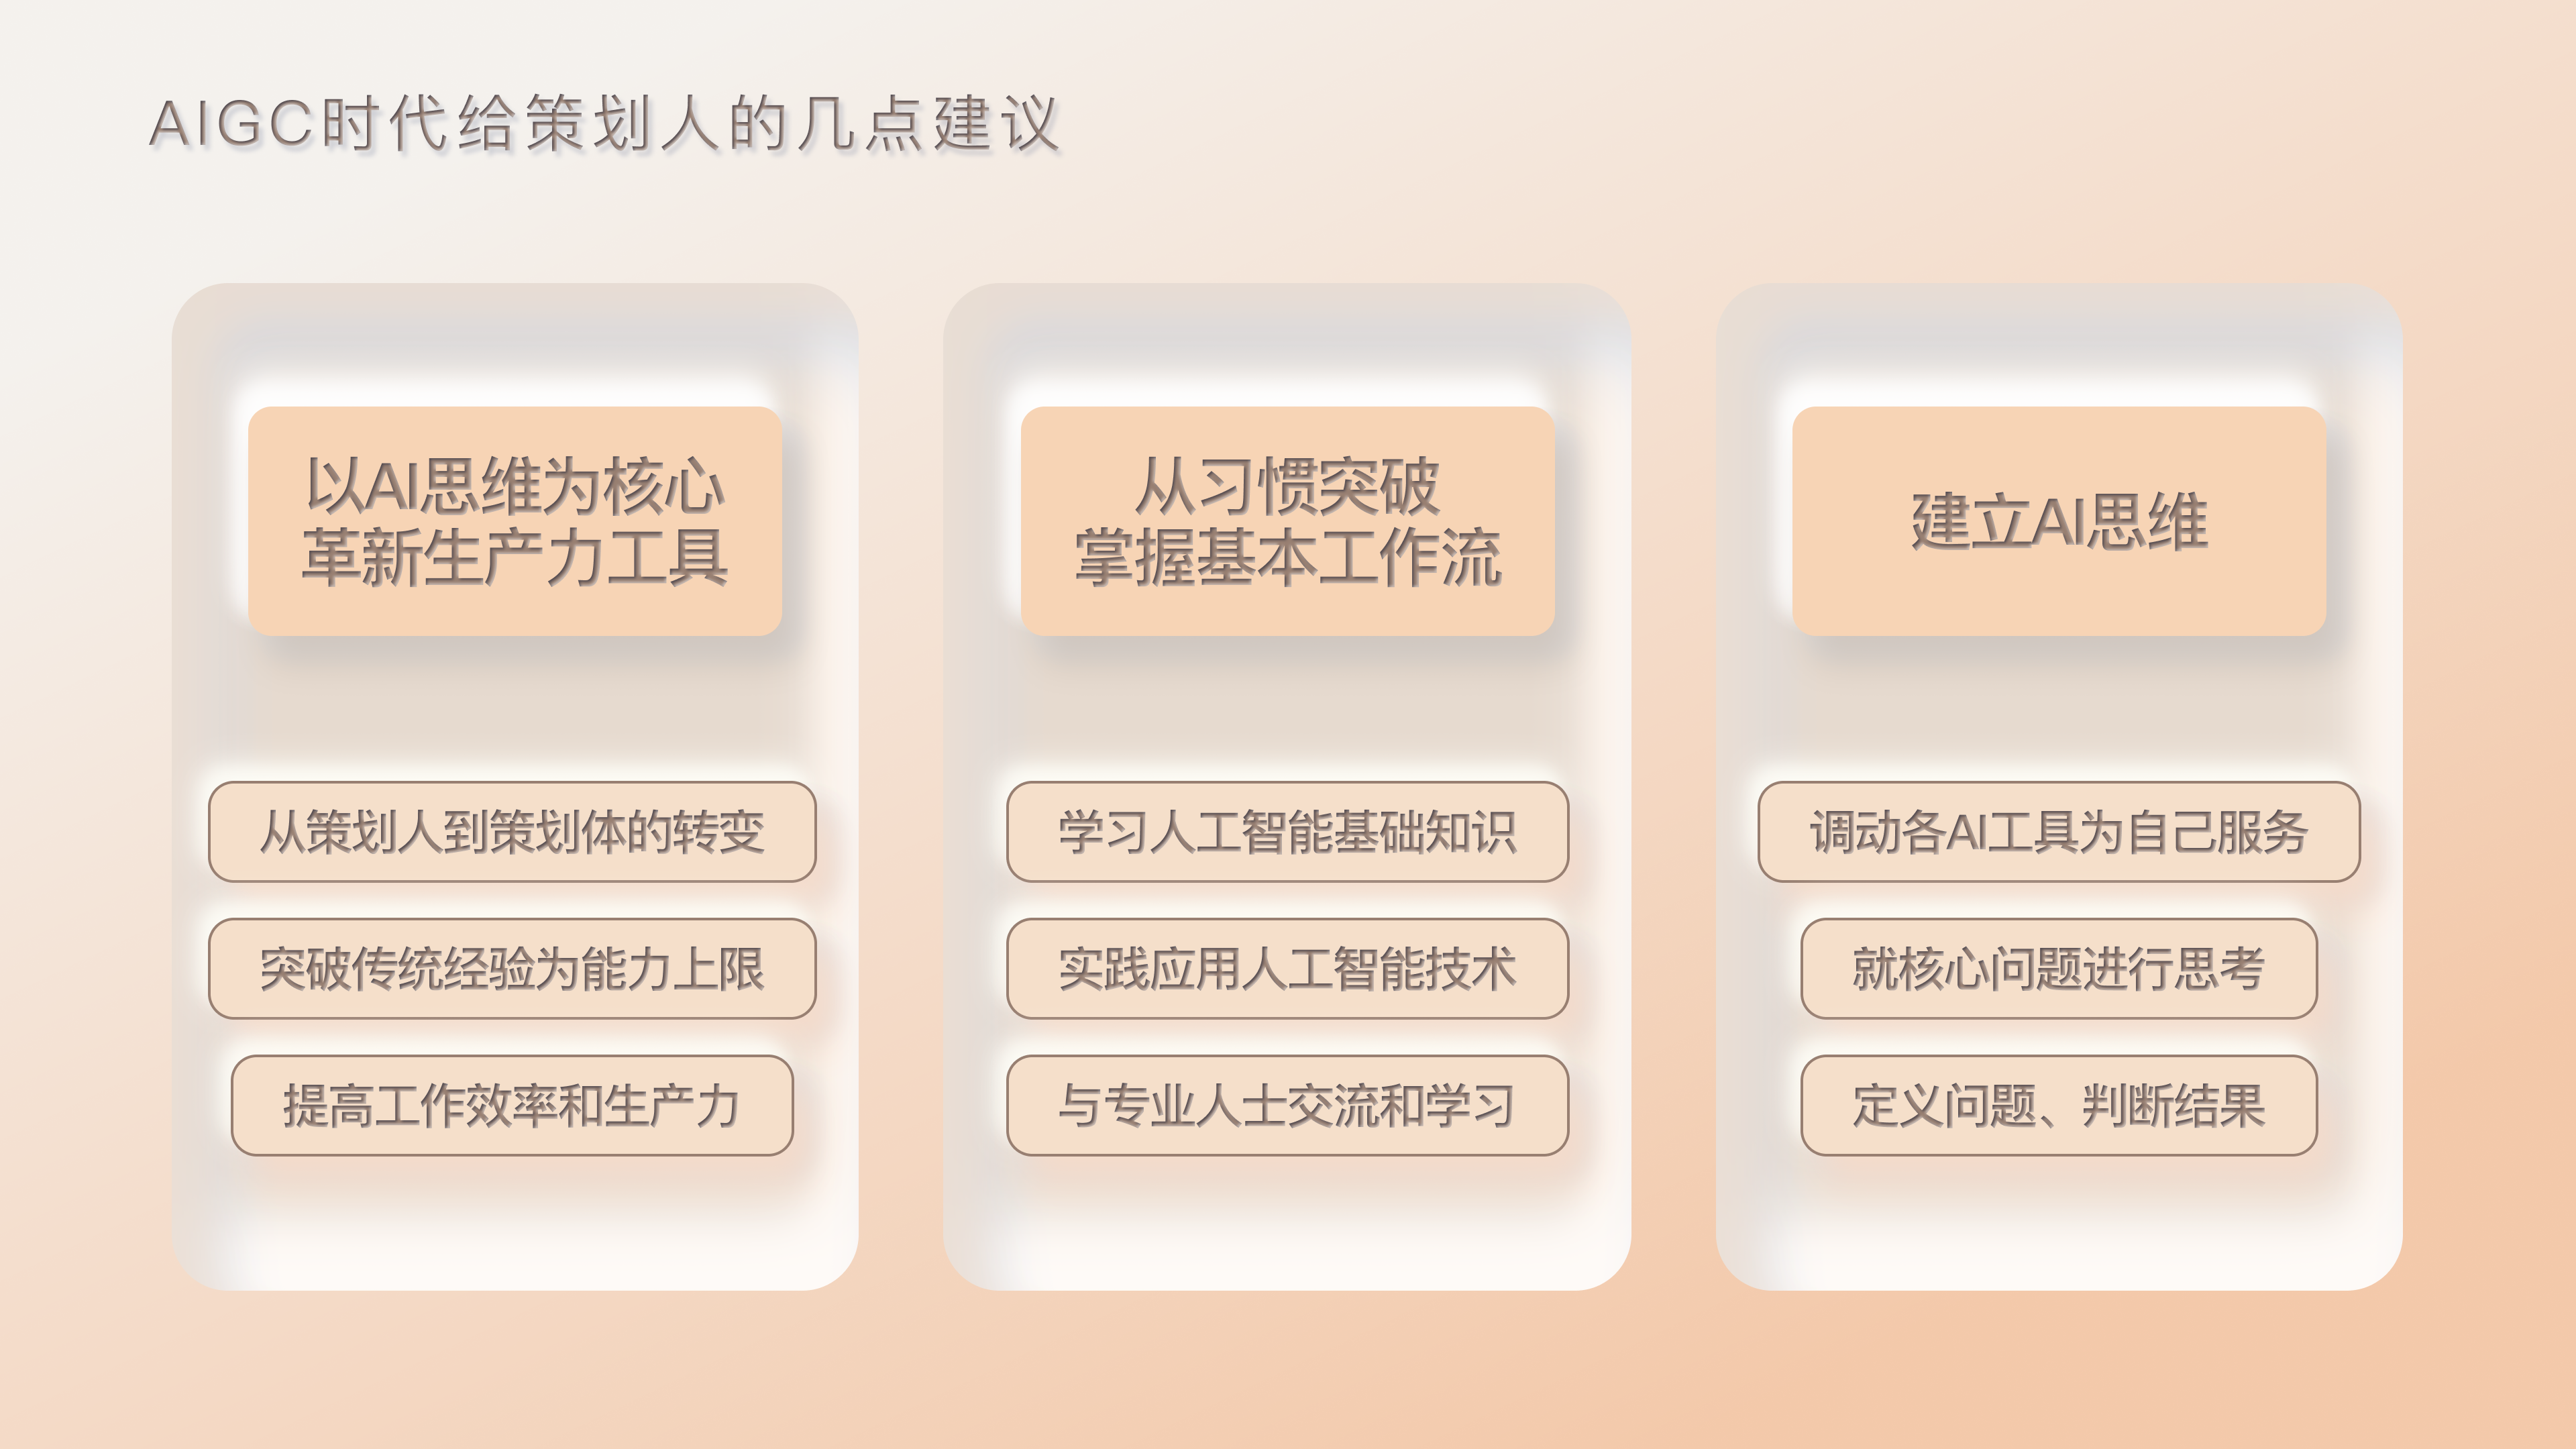 AIGC时代给策划人的几点建议
以AI思维为核心
革新生产力工具
从策划人到策划体的转变
突破传统经验为能力上限
提高工作效率和生产力
从习惯突破
掌握基本工作流
学习人工智能基础知识
实践应用人工智能技术
与专业人士交流和学习
建立AI思维
调动各AI工具为自己服务
就核心问题进行思考
定义问题、判断结果